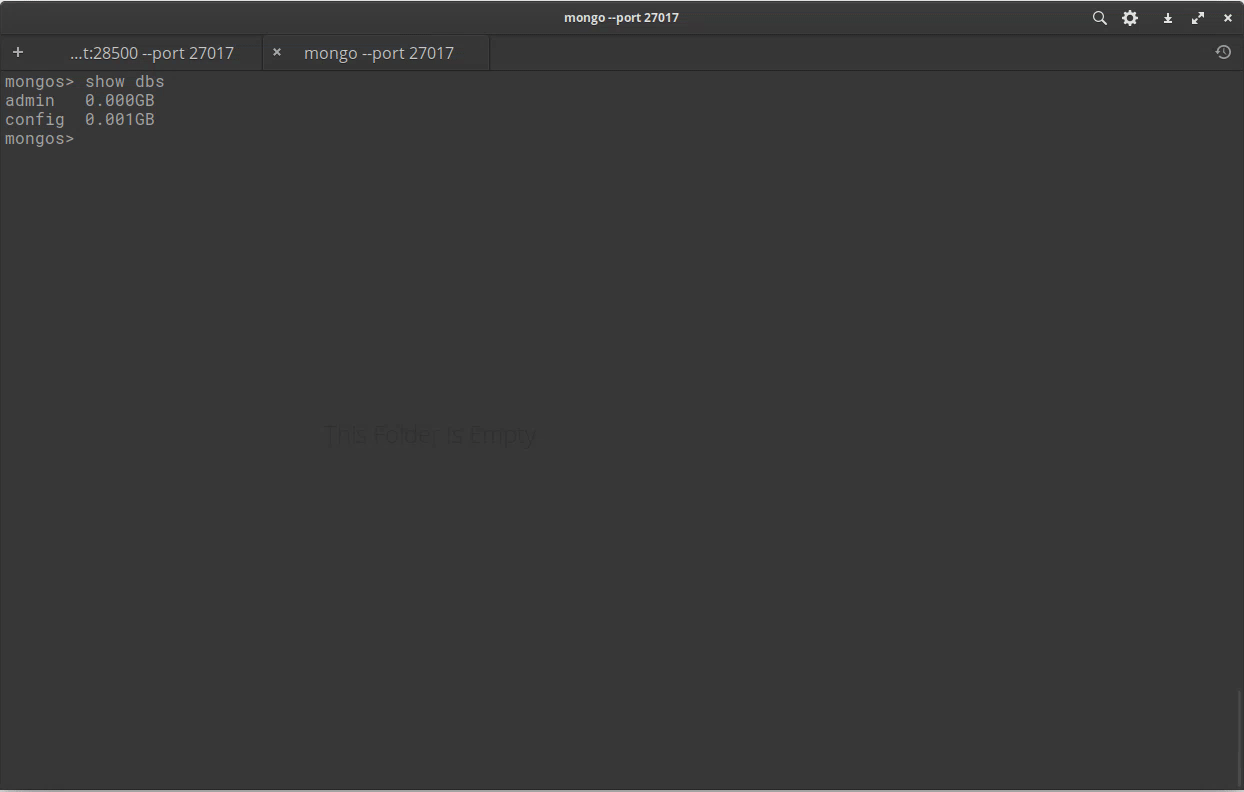 mongo --port 27017
...t:28500 --port 27017
mongo --port 27017
mongos> show dbs
admin   0.000GB
config  0.001GB
mongos>
This Folder Is Empty